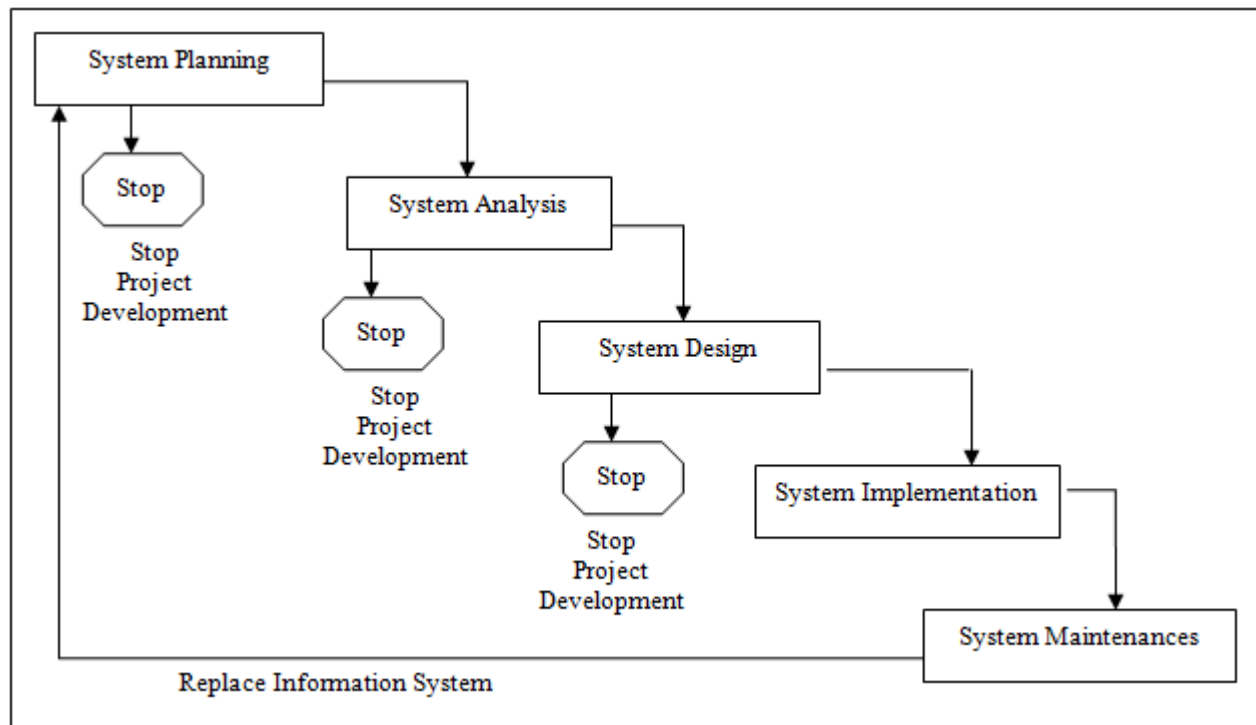 System Planning
Stop
Stop
Project
Development
System Analysis
Stop
Stop
Project
Development
System Design
Stop
Stop
Project
Development
System Implementation
System Maintenances
Replace Information System